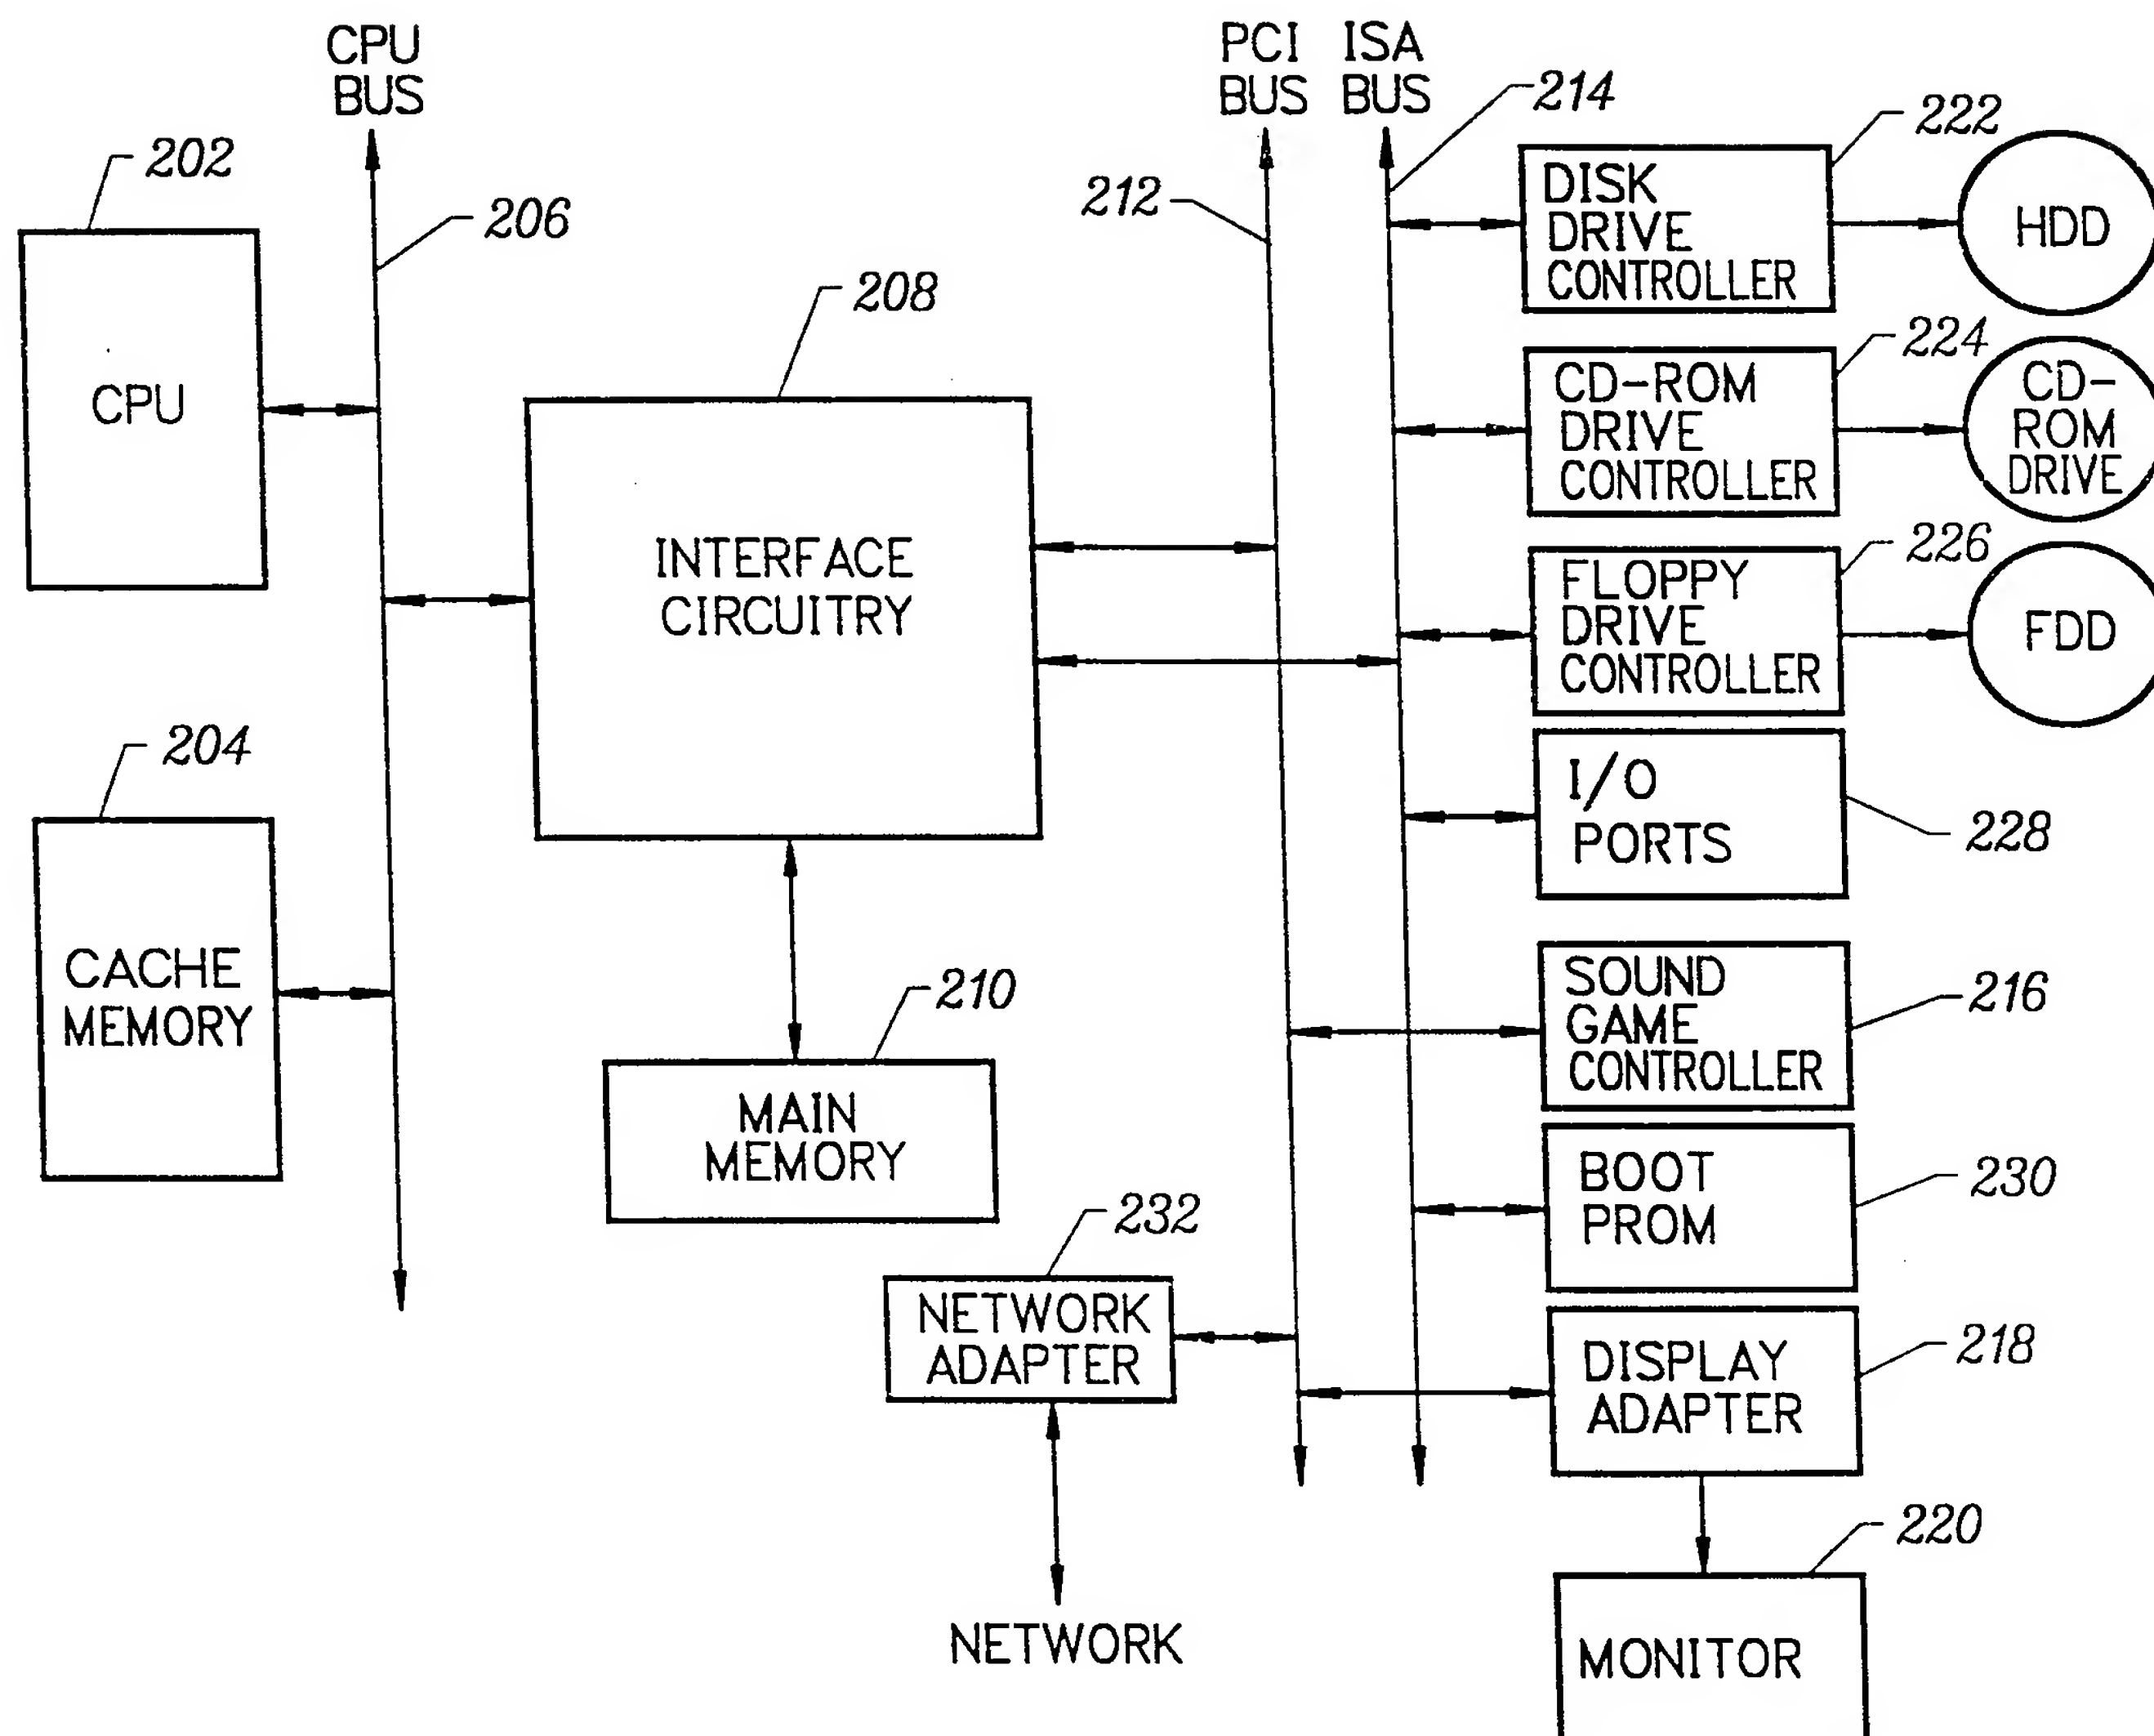 CPU
BUS
PCI
BUS
ISA
BUS
214
222
202
206
212
DISK
DRIVE
CONTROLLER
HDD
208
224
CPU
CD-ROM
DRIVE
CONTROLLER
CD-
ROM
DRIVE
226
INTERFACE
CIRCUITRY
FLOPPY
DRIVE
CONTROLLER
FDD
204
I/O
PORTS
228
CACHE
MEMORY
210
SOUND
GAME
CONTROLLER
216
MAIN
MEMORY
232
BOOT
PROM
230
NETWORK
ADAPTER
DISPLAY
ADAPTER
218
220
NETWORK
MONITOR